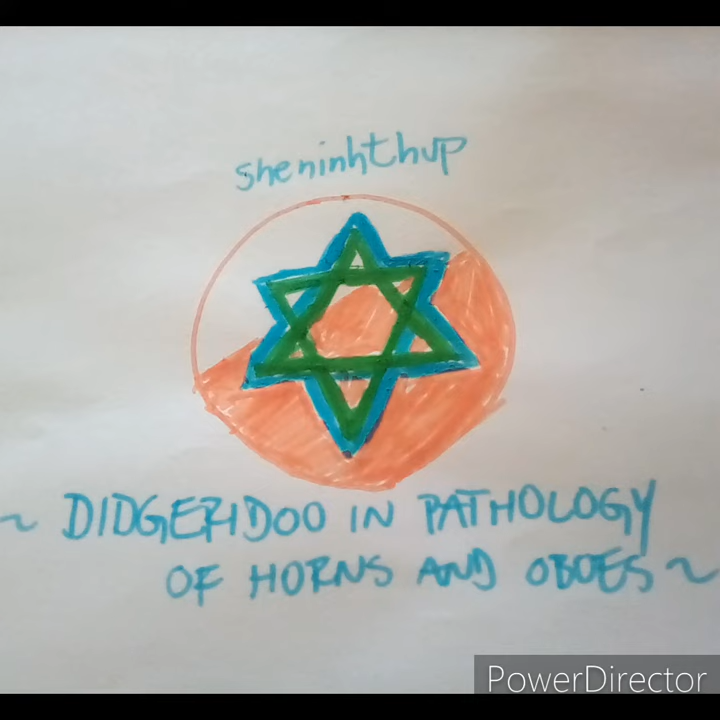 sheninhthup
~ DIDGERIDOO IN PATHOLOGY
OF HORNS AND OBOES ~
PowerDirector